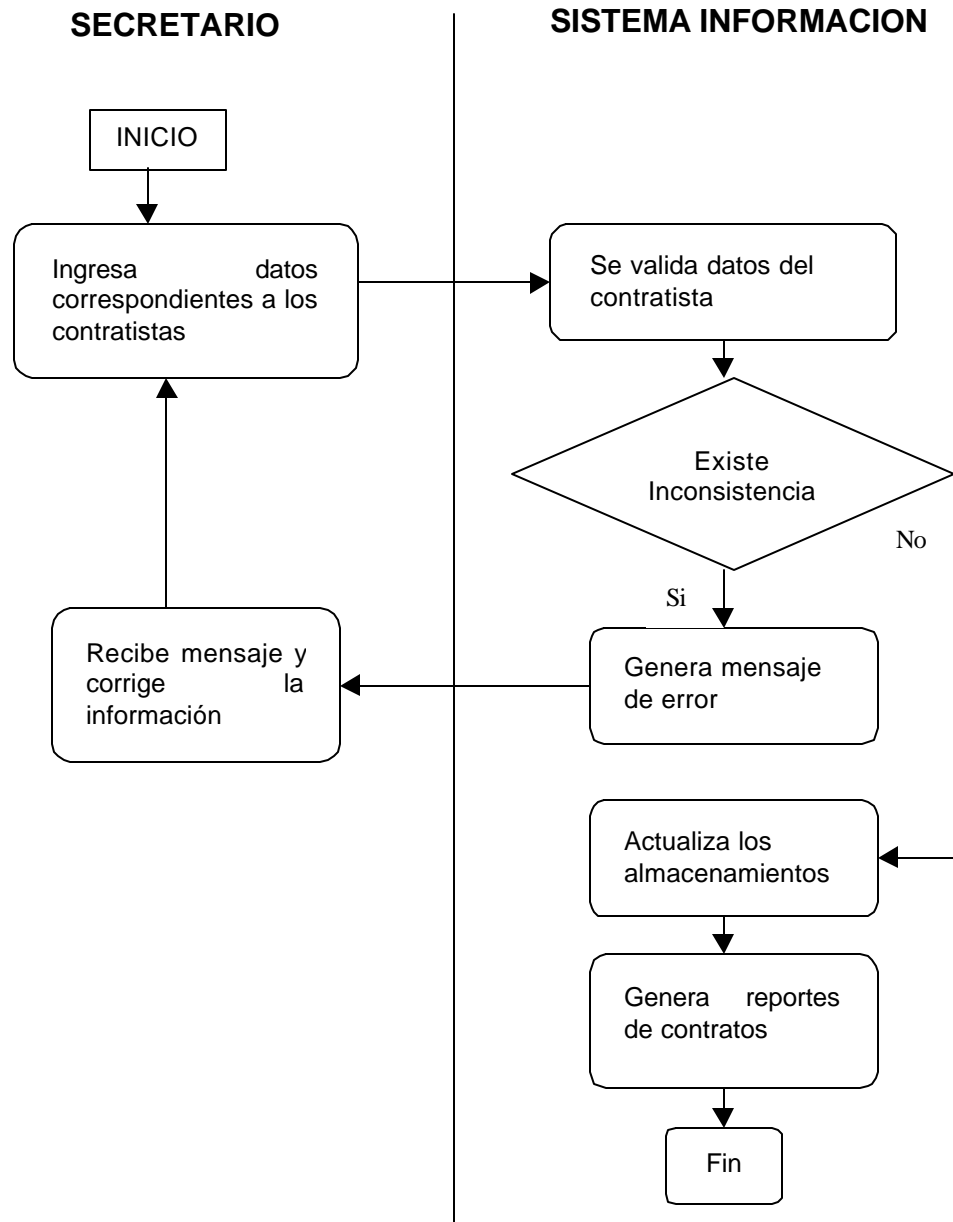 SECRETARIO
SISTEMA INFORMACION
INICIO
Ingresa datos
correspondientes a los
contratistas
Se valida datos del
contratista
Existe
Inconsistencia
No
Si
Recibe mensaje y
corrige la
información
Genera mensaje
de error
Actualiza los
almacenamientos
Genera reportes
de contratos
Fin